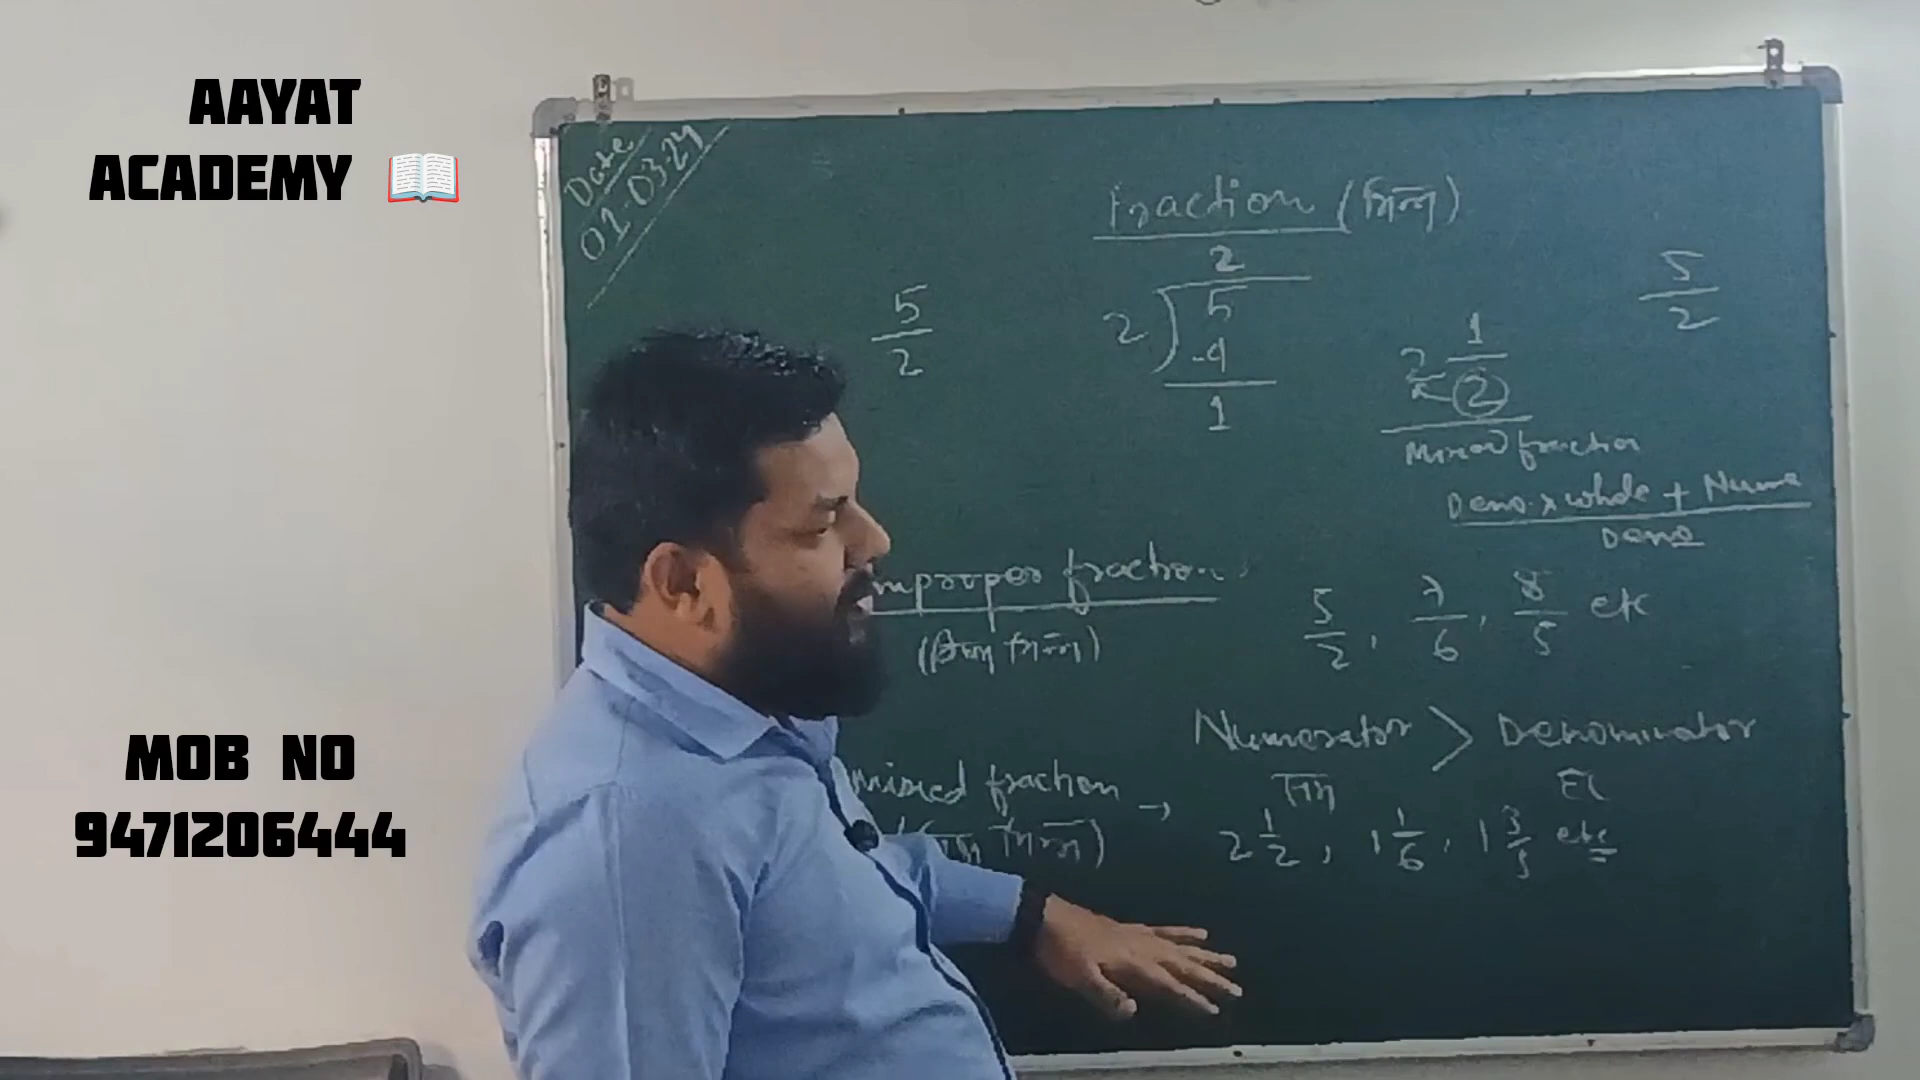 AAYAT
ACADEMY
MOB NO
9471206444
Date
01-03-24
Fraction (भिन्न)
5/2
2
2) 5
-4
1
2 1/2
Mixed fraction
5/2
Deno. x whole + Nume
Deno
Improper fraction
5/2, 7/6, 8/5 etc
Numerator > Denominator
Mixed fraction →
2 1/2, 1 1/6, 1 3/5 etc